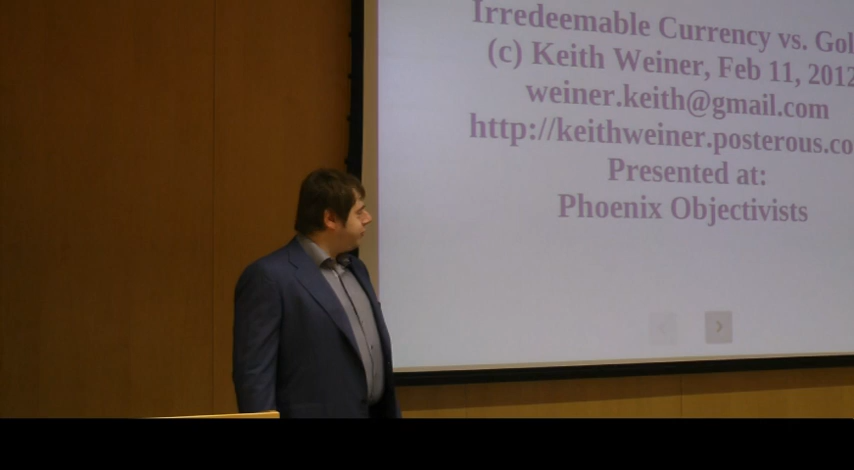 Irredeemable Currency vs. Gol
(c) Keith Weiner, Feb 11, 2012
weiner.keith@gmail.com
http://keithweiner.posterous.co
Presented at:
Phoenix Objectivists